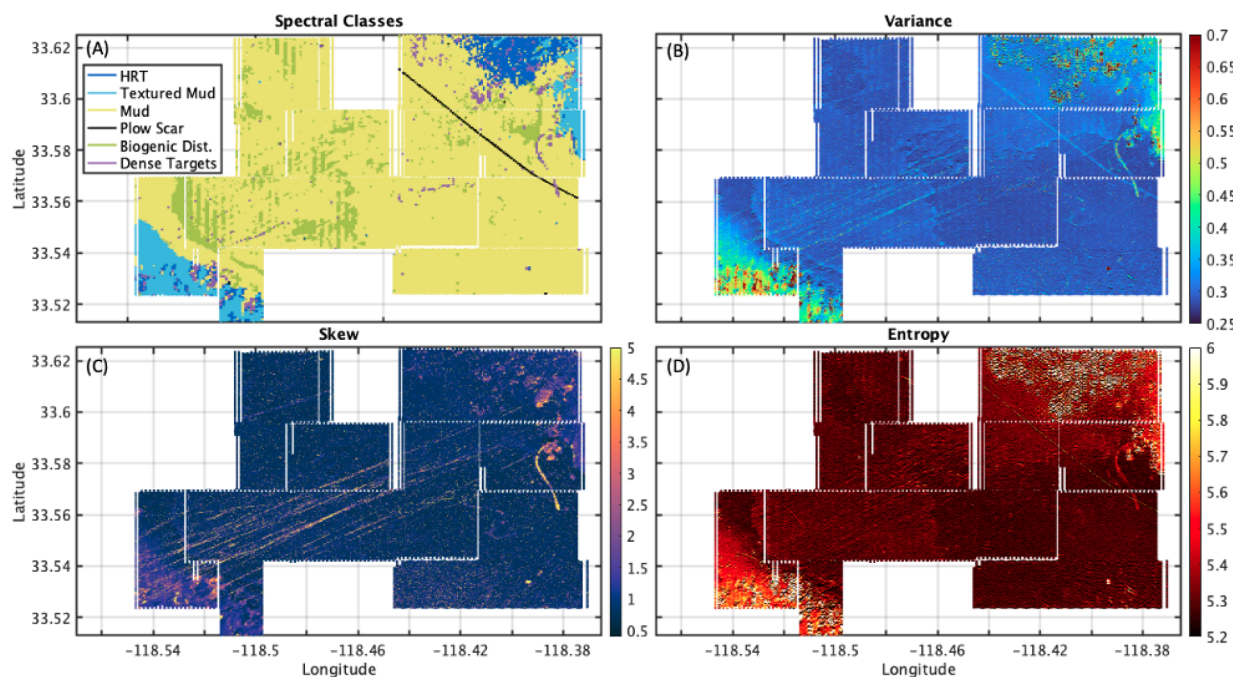 Spectral Classes
Variance
(A)
HRT
Textured Mud
Mud
Plow Scar
Biogenic Dist.
Dense Targets
33.62
33.6
33.58
33.56
33.54
33.52
Latitude
(B)
0.7
0.65
0.6
0.55
0.5
0.45
0.4
0.35
0.3
0.25
Latitude
Skew
Entropy
(C)
33.62
33.6
33.58
33.56
33.54
33.52
Latitude
5
4.5
4
3.5
3
2.5
2
1.5
1
0.5
(D)
6
5.9
5.8
5.7
5.6
5.5
5.4
5.3
5.2
−118.54 −118.5 −118.46 −118.42 −118.38
Longitude
−118.54 −118.5 −118.46 −118.42 −118.38
Longitude